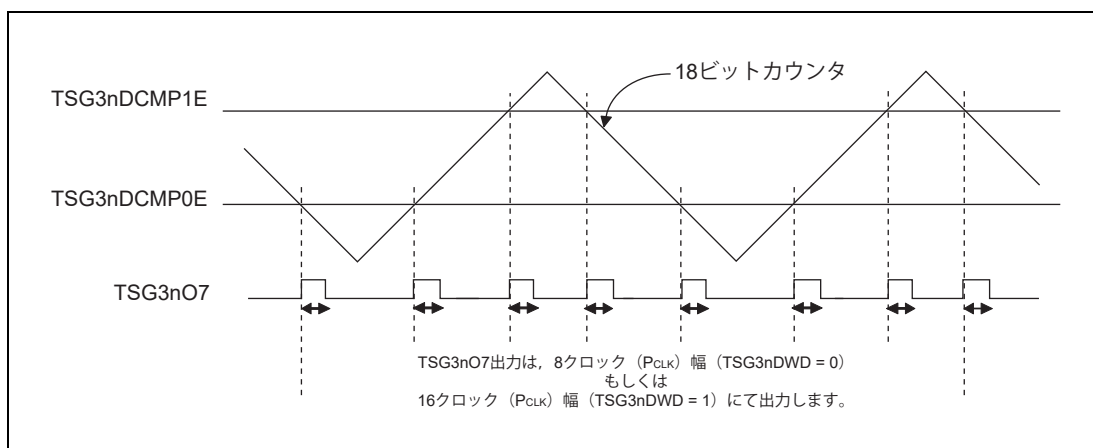 18ビットカウンタ
TSG3nDCMP1E
TSG3nDCMP0E
TSG3nO7
TSG3nO7出力は，8クロック（PCLK）幅（TSG3nDWD = 0）
もしくは
16クロック（PCLK）幅（TSG3nDWD = 1）にて出力します。